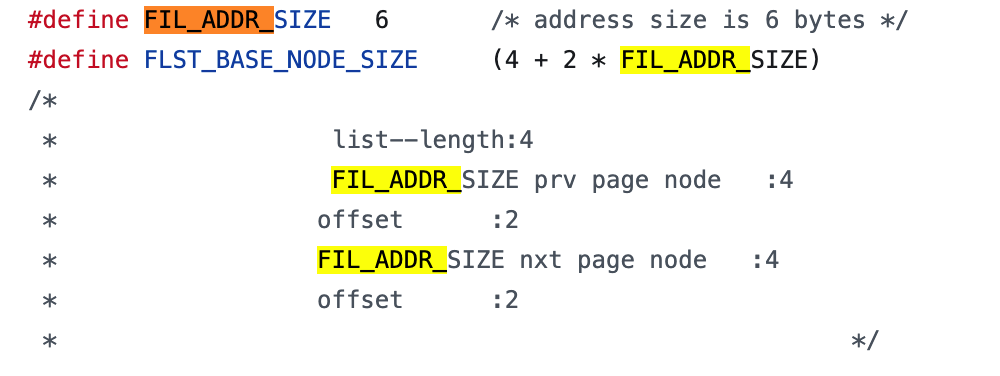 #define FIL_ADDR_SIZE   6       /* address size is 6 bytes */
#define FLST_BASE_NODE_SIZE     (4 + 2 * FIL_ADDR_SIZE)
/*
 *                   list--length:4
 *                   FIL_ADDR_SIZE prv page node   :4
 *                  offset      :2
 *                  FIL_ADDR_SIZE nxt page node   :4
 *                  offset      :2
 *                                                       */